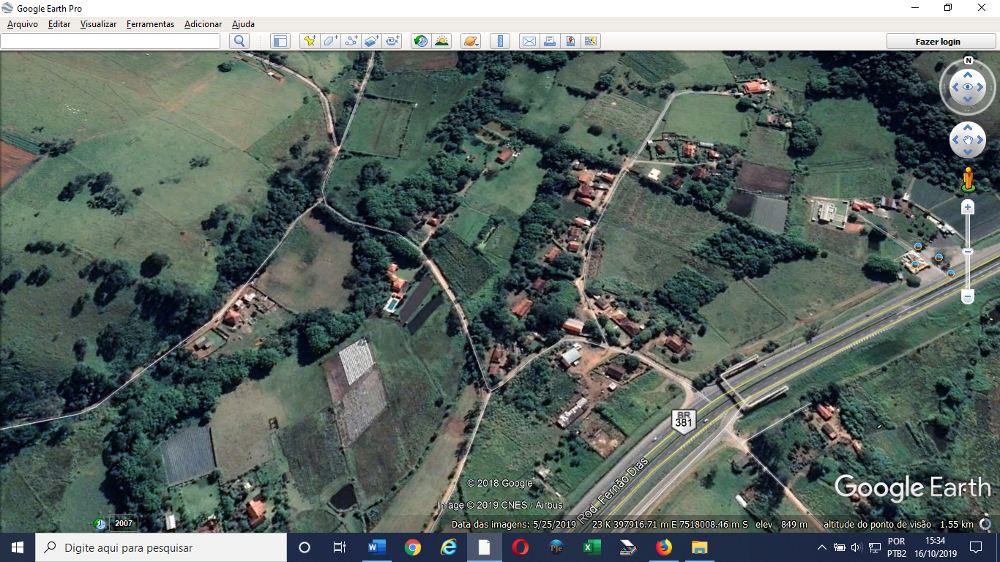 Google Earth Pro
Arquivo Editar Visualizar Ferramentas Adicionar Ajuda
Fazer login
N
BR
381
Rod. Fernão Dias
© 2018 Google
Google Earth
Image © 2019 CNES / Airbus
2007
Data das imagens: 5/25/2019 23 K 397916.71 m E 7518008.46 m S elev 849 m altitude do ponto de visão 1.55 km
Digite aqui para pesquisar
PJe
POR
PTB2
15:34
16/10/2019